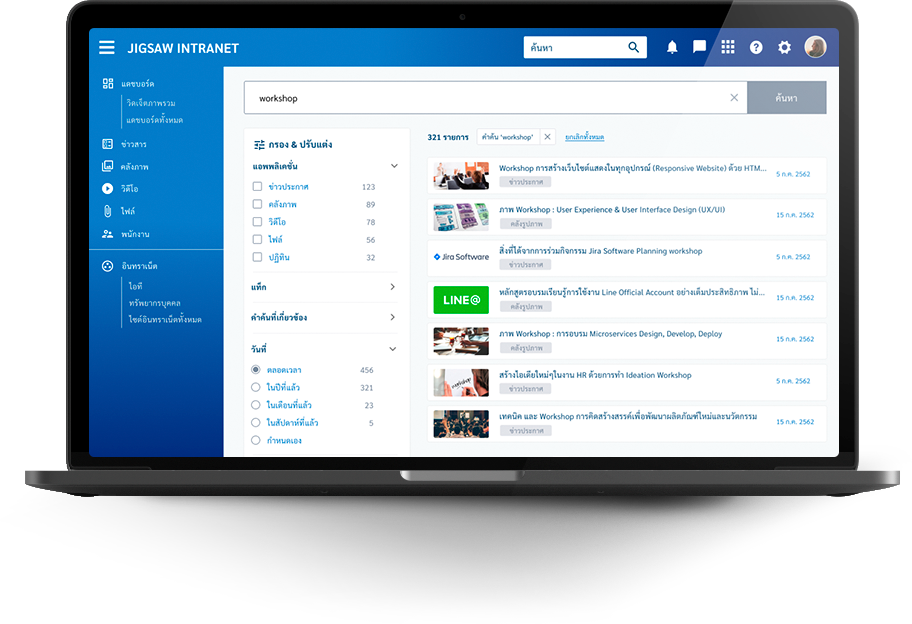 JIGSAW INTRANET
ค้นหา
แดชบอร์ด
วิดเจ็ตภาพรวม
แดชบอร์ดทั้งหมด
ข่าวสาร
คลังภาพ
วิดีโอ
ไฟล์
พนักงาน
อินทราเน็ต
ไอที
ทรัพยากรบุคคล
ไซต์อินทราเน็ตทั้งหมด
workshop
ค้นหา
กรอง & ปรับแต่ง
แอพพลิเคชั่น
ข่าวประกาศ 123
คลังภาพ 89
วิดีโอ 78
ไฟล์ 56
ปฏิทิน 32
แท็ก
คำค้นที่เกี่ยวข้อง
วันที่
ตลอดเวลา 456
ในปีที่แล้ว 321
ในเดือนที่แล้ว 23
ในสัปดาห์ที่แล้ว 5
กำหนดเอง
321 รายการ คำค้น 'workshop' ยกเลิกทั้งหมด
Workshop การสร้างเว็บไซต์แสดงในทุกอุปกรณ์ (Responsive Website) ด้วย HTM... 5 ก.ค. 2562
ข่าวประกาศ
ภาพ Workshop : User Experience & User Interface Design (UX/UI) 15 ก.ค. 2562
คลังรูปภาพ
Jira Software
สิ่งที่ได้จากการร่วมกิจกรรม Jira Software Planning workshop 5 ก.ค. 2562
ข่าวประกาศ
LINE@
หลักสูตรอบรมเรียนรู้การใช้งาน Line Official Account อย่างเต็มประสิทธิภาพ ไม่... 15 ก.ค. 2562
คลังรูปภาพ
ภาพ Workshop : การอบรม Microservices Design, Develop, Deploy 15 ก.ค. 2562
คลังรูปภาพ
workshop
สร้างไอเดียใหม่ๆในงาน HR ด้วยการทำ Ideation Workshop 5 ก.ค. 2562
ข่าวประกาศ
เทคนิค และ Workshop การคิดสร้างสรรค์เพื่อพัฒนาผลิตภัณฑ์ใหม่และนวัตกรรม 15 ก.ค. 2562
ข่าวประกาศ